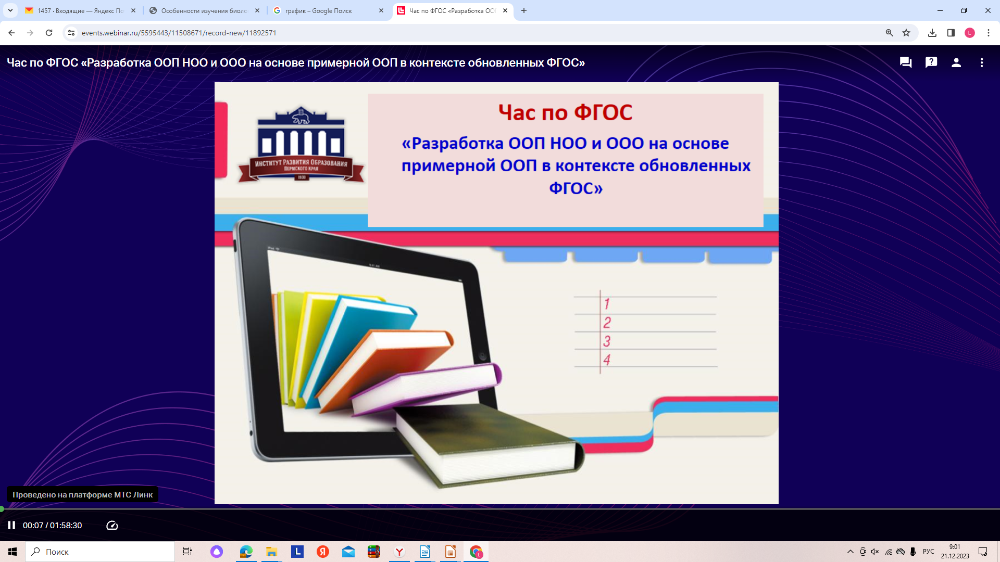 1457 · Входящие — Яндекс По
Особенности изучения биоло
график – Google Поиск
Час по ФГОС «Разработка ООП
events.webinar.ru/5595443/11508671/record-new/11892571
L
Час по ФГОС «Разработка ООП НОО и ООО на основе примерной ООП в контексте обновленных ФГОС»
Час по ФГОС
«Разработка ООП НОО и ООО на основе
примерной ООП в контексте обновленных
ФГОС»
ИНСТИТУТ РАЗВИТИЯ ОБРАЗОВАНИЯ
ПЕРМСКОГО КРАЯ
1930
1
2
3
4
Проведено на платформе МТС Линк
00:07 / 01:58:30
Поиск
L
Я
Y
L
РУС
9:01
21.12.2023